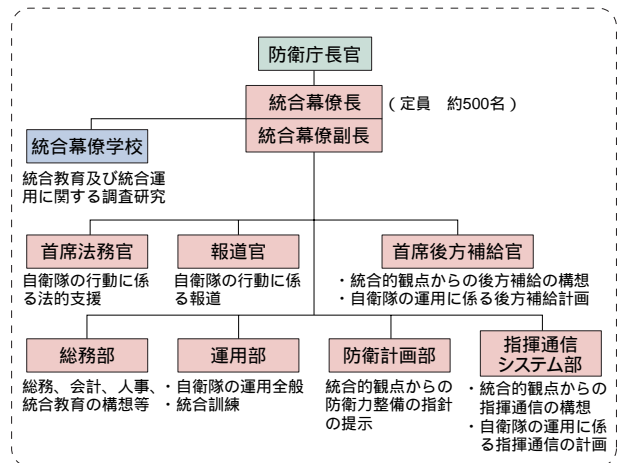 防衛庁長官
統合幕僚長
（定員　約500名）
統合幕僚副長
統合幕僚学校
統合教育及び統合運
用に関する調査研究
首席法務官
自衛隊の行動に係
る法的支援
報道官
自衛隊の行動に係
る報道
首席後方補給官
・統合的観点からの後方補給の構想
・自衛隊の運用に係る後方補給計画
総務部
総務、会計、人事、
統合教育の構想等
運用部
・自衛隊の運用全般
・統合訓練
防衛計画部
統合的観点からの
防衛力整備の指針
の提示
指揮通信
システム部
・統合的観点からの
指揮通信の構想
・自衛隊の運用に係
る指揮通信の計画